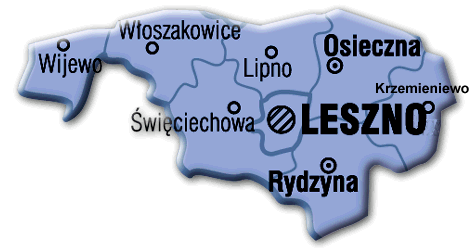 Włoszakowice
Wijewo
Lipno
Osieczna
Krzemieniewo
Święciechowa
LESZNO
Rydzyna